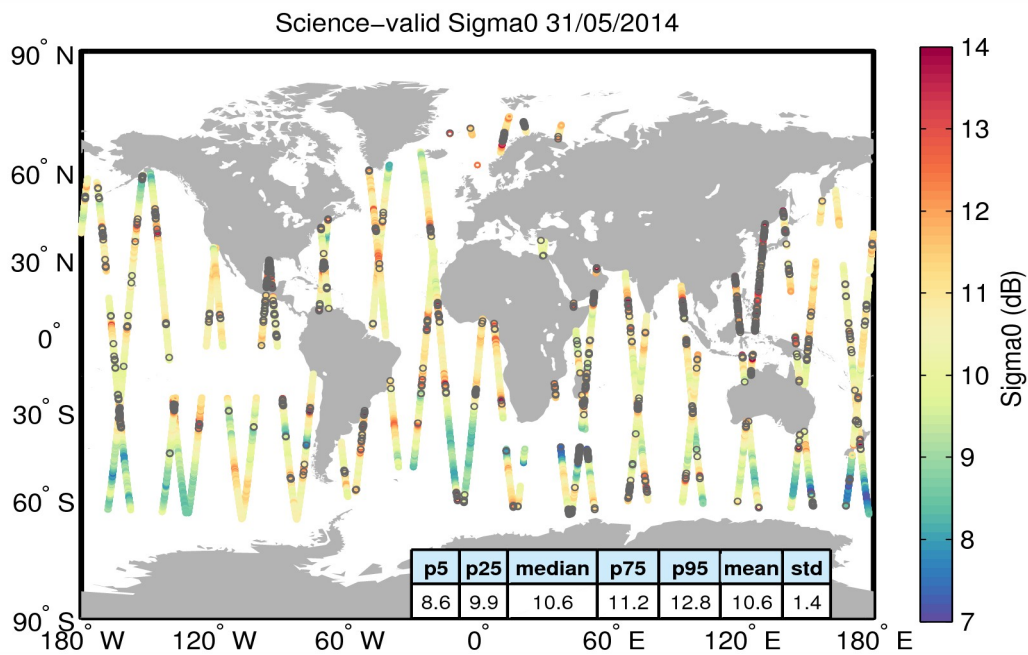 Science−valid Sigma0 31/05/2014
90° N
60° N
30° N
0°
30° S
60° S
90° S
180° W
120° W
60° W
0°
60° E
120° E
180° E
p5 p25 median p75 p95 mean std
8.6 9.9 10.6 11.2 12.8 10.6 1.4
14
13
12
11
10
9
8
7
Sigma0 (dB)